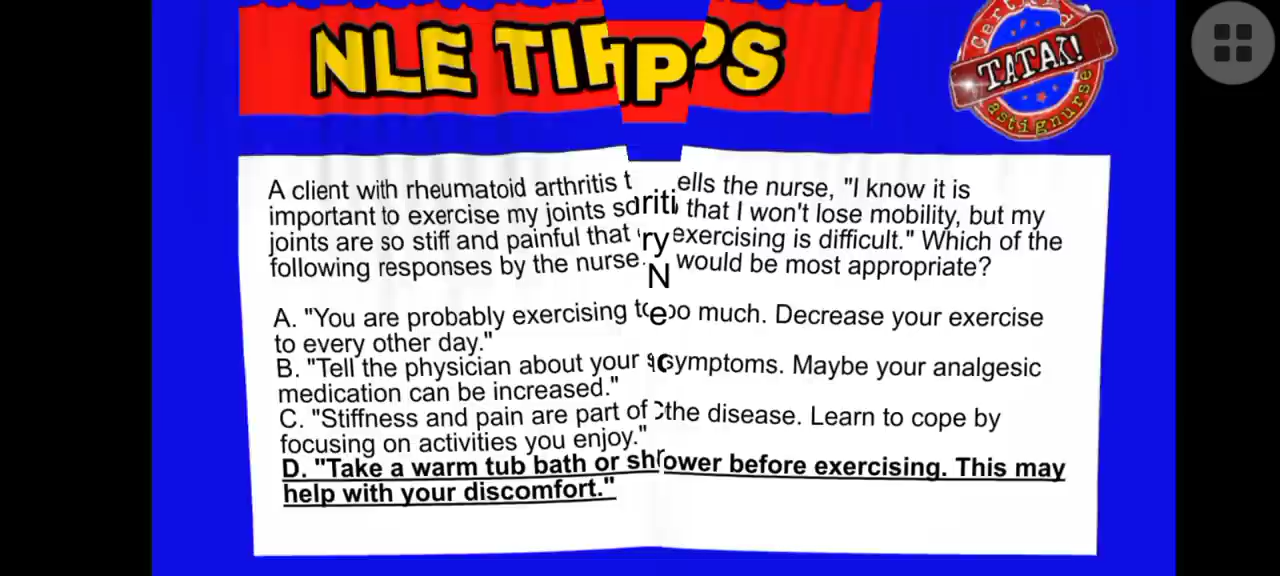 NLE TIPPS
Certified
TATAK!
astignurse
A client with rheumatoid arthritis tells the nurse, "I know it is
important to exercise my joints so that I won't lose mobility, but my
joints are so stiff and painful that exercising is difficult." Which of the
following responses by the nurse would be most appropriate?
A. "You are probably exercising too much. Decrease your exercise
to every other day."
B. "Tell the physician about your symptoms. Maybe your analgesic
medication can be increased."
C. "Stiffness and pain are part of the disease. Learn to cope by
focusing on activities you enjoy."
D. "Take a warm tub bath or shower before exercising. This may
help with your discomfort."